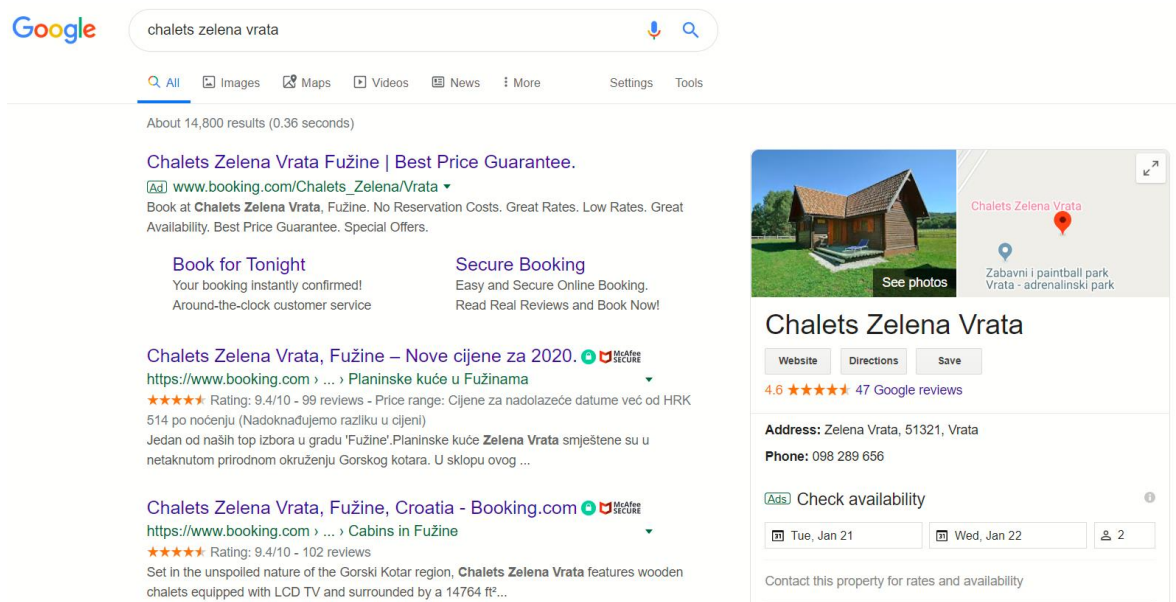 Google
chalets zelena vrata
All Images Maps Videos News More Settings Tools
About 14,800 results (0.36 seconds)
Chalets Zelena Vrata Fužine | Best Price Guarantee.
Ad www.booking.com/Chalets_Zelena/Vrata
Book at Chalets Zelena Vrata, Fužine. No Reservation Costs. Great Rates. Low Rates. Great
Availability. Best Price Guarantee. Special Offers.
Book for Tonight
Your booking instantly confirmed!
Around-the-clock customer service
Secure Booking
Easy and Secure Online Booking.
Read Real Reviews and Book Now!
Chalets Zelena Vrata, Fužine – Nove cijene za 2020. McAfee SECURE
https://www.booking.com › ... › Planinske kuće u Fužinama
Rating: 9.4/10 - 99 reviews - Price range: Cijene za nadolazeće datume već od HRK
514 po noćenju (Nadoknađujemo razliku u cijeni)
Jedan od naših top izbora u gradu 'Fužine'.Planinske kuće Zelena Vrata smještene su u
netaknutom prirodnom okruženju Gorskog kotara. U sklopu ovog ...
Chalets Zelena Vrata, Fužine, Croatia - Booking.com McAfee SECURE
https://www.booking.com › ... › Cabins in Fužine
Rating: 9.4/10 - 102 reviews
Set in the unspoiled nature of the Gorski Kotar region, Chalets Zelena Vrata features wooden
chalets equipped with LCD TV and surrounded by a 14764 ft²...
See photos
Chalets Zelena Vrata
Zabavni i paintball park
Vrata - adrenalinski park
Chalets Zelena Vrata
Website Directions Save
4.6 47 Google reviews
Address: Zelena Vrata, 51321, Vrata
Phone: 098 289 656
Ads Check availability
31 Tue, Jan 21 31 Wed, Jan 22 2
Contact this property for rates and availability